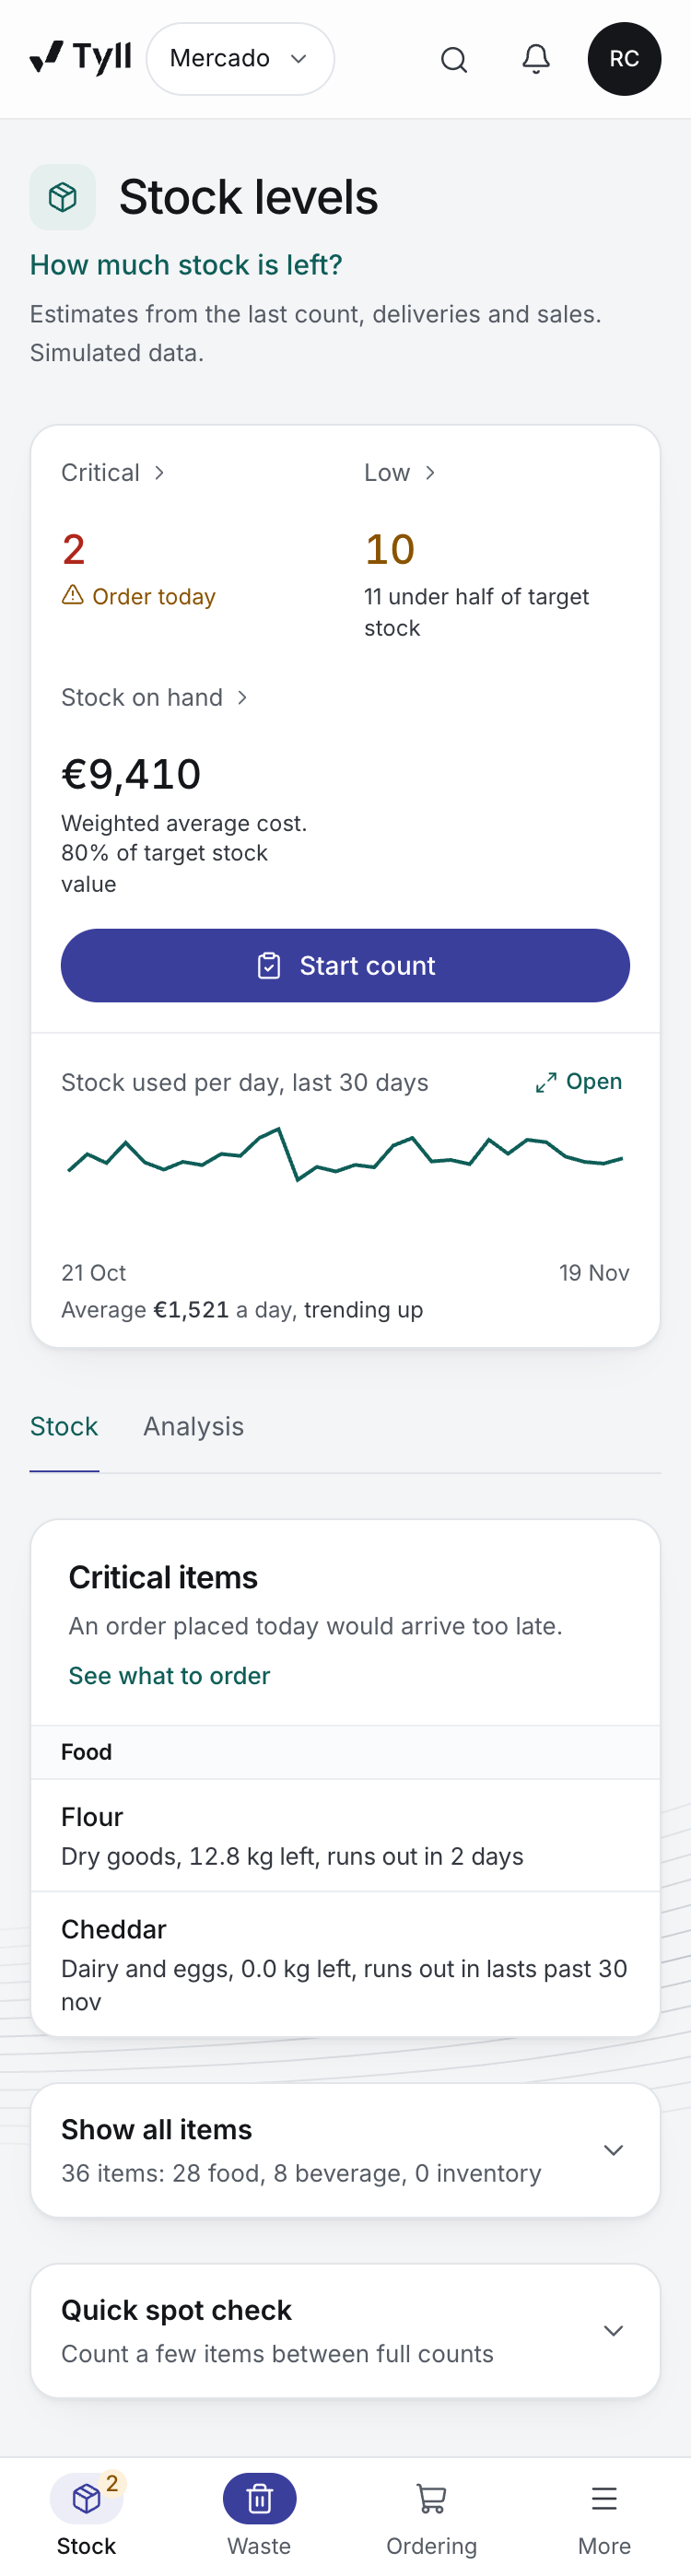 Tyll
Mercado
RC
Stock levels
How much stock is left?
Estimates from the last count, deliveries and sales.
Simulated data.
Critical
Low
2
10
Order today
11 under half of target
stock
Stock on hand
€9,410
Weighted average cost.
80% of target stock
value
Start count
Stock used per day, last 30 days
Open
21 Oct
19 Nov
Average €1,521 a day, trending up
Stock
Analysis
Critical items
An order placed today would arrive too late.
See what to order
Food
Flour
Dry goods, 12.8 kg left, runs out in 2 days
Cheddar
Dairy and eggs, 0.0 kg left, runs out in lasts past 30
nov
Show all items
36 items: 28 food, 8 beverage, 0 inventory
Quick spot check
Count a few items between full counts
2
Stock
Waste
Ordering
More